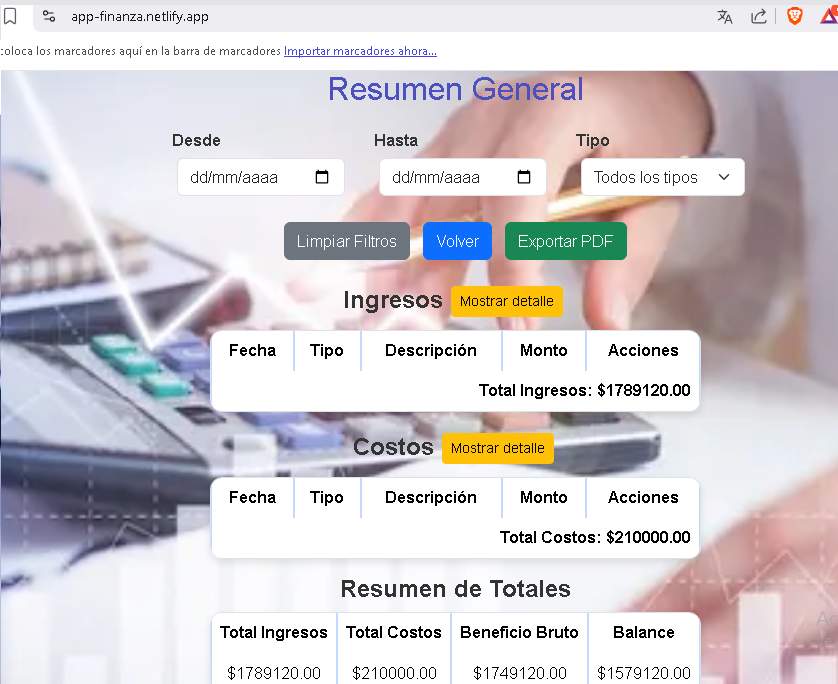 app-finanza.netlify.app
coloca los marcadores aquí en la barra de marcadores Importar marcadores ahora...
Resumen General
Desde Hasta Tipo
dd/mm/aaaa dd/mm/aaaa Todos los tipos
Limpiar Filtros Volver Exportar PDF
Ingresos Mostrar detalle
Fecha Tipo Descripción Monto Acciones
Total Ingresos: $1789120.00
Costos Mostrar detalle
Fecha Tipo Descripción Monto Acciones
Total Costos: $210000.00
Resumen de Totales
Total Ingresos Total Costos Beneficio Bruto Balance
$1789120.00 $210000.00 $1749120.00 $1579120.00